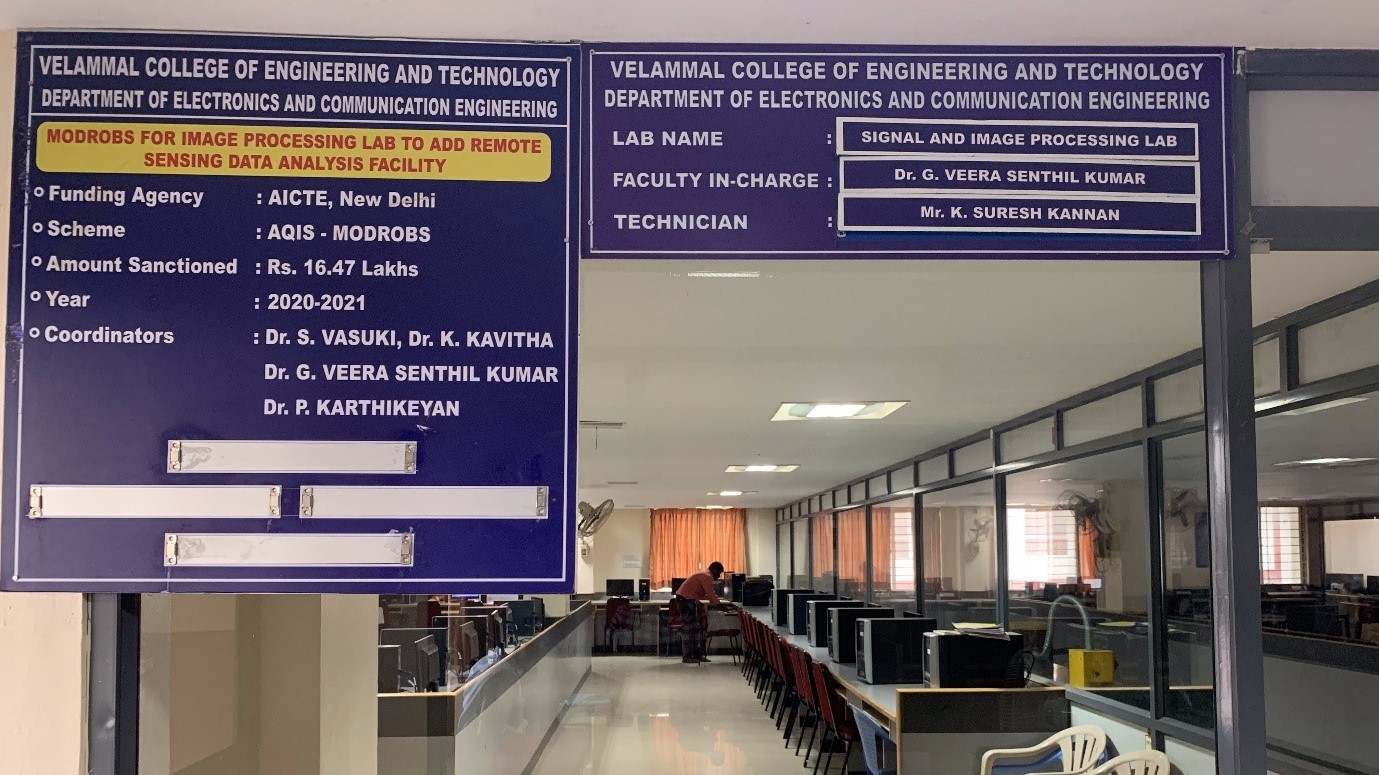 VELAMMAL COLLEGE OF ENGINEERING AND TECHNOLOGY
DEPARTMENT OF ELECTRONICS AND COMMUNICATION ENGINEERING
MODROBS FOR IMAGE PROCESSING LAB TO ADD REMOTE
SENSING DATA ANALYSIS FACILITY
Funding Agency : AICTE, New Delhi
Scheme : AQIS - MODROBS
Amount Sanctioned : Rs. 16.47 Lakhs
Year : 2020-2021
Coordinators : Dr. S. VASUKI, Dr. K. KAVITHA
Dr. G. VEERA SENTHIL KUMAR
Dr. P. KARTHIKEYAN
VELAMMAL COLLEGE OF ENGINEERING AND TECHNOLOGY
DEPARTMENT OF ELECTRONICS AND COMMUNICATION ENGINEERING
LAB NAME : SIGNAL AND IMAGE PROCESSING LAB
FACULTY IN-CHARGE : Dr. G. VEERA SENTHIL KUMAR
TECHNICIAN : Mr. K. SURESH KANNAN